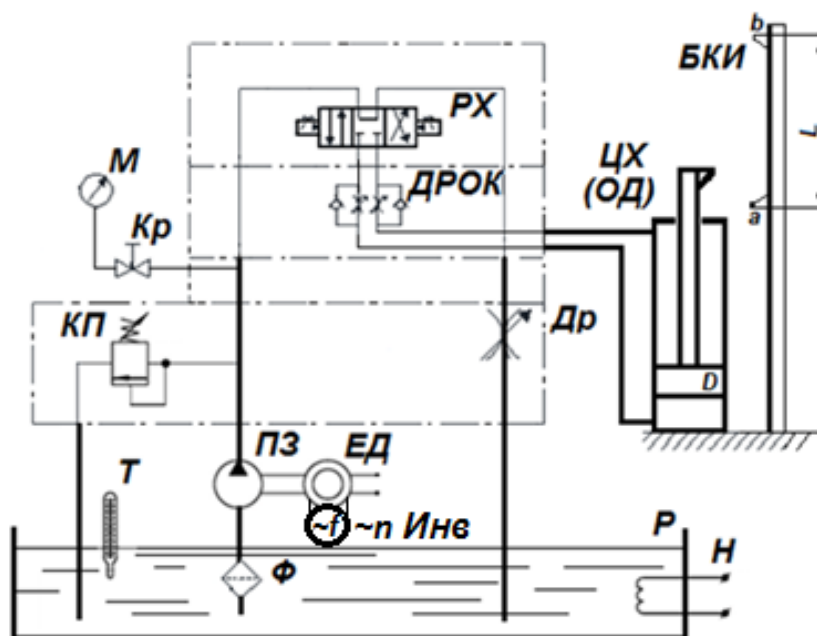 b
БКИ
РХ
L
М
ДРОК
ЦХ
(ОД)
Кр
a
КП
Др
D
ПЗ
ЕД
Т
~f
~n Инв
Р
Н
Ф